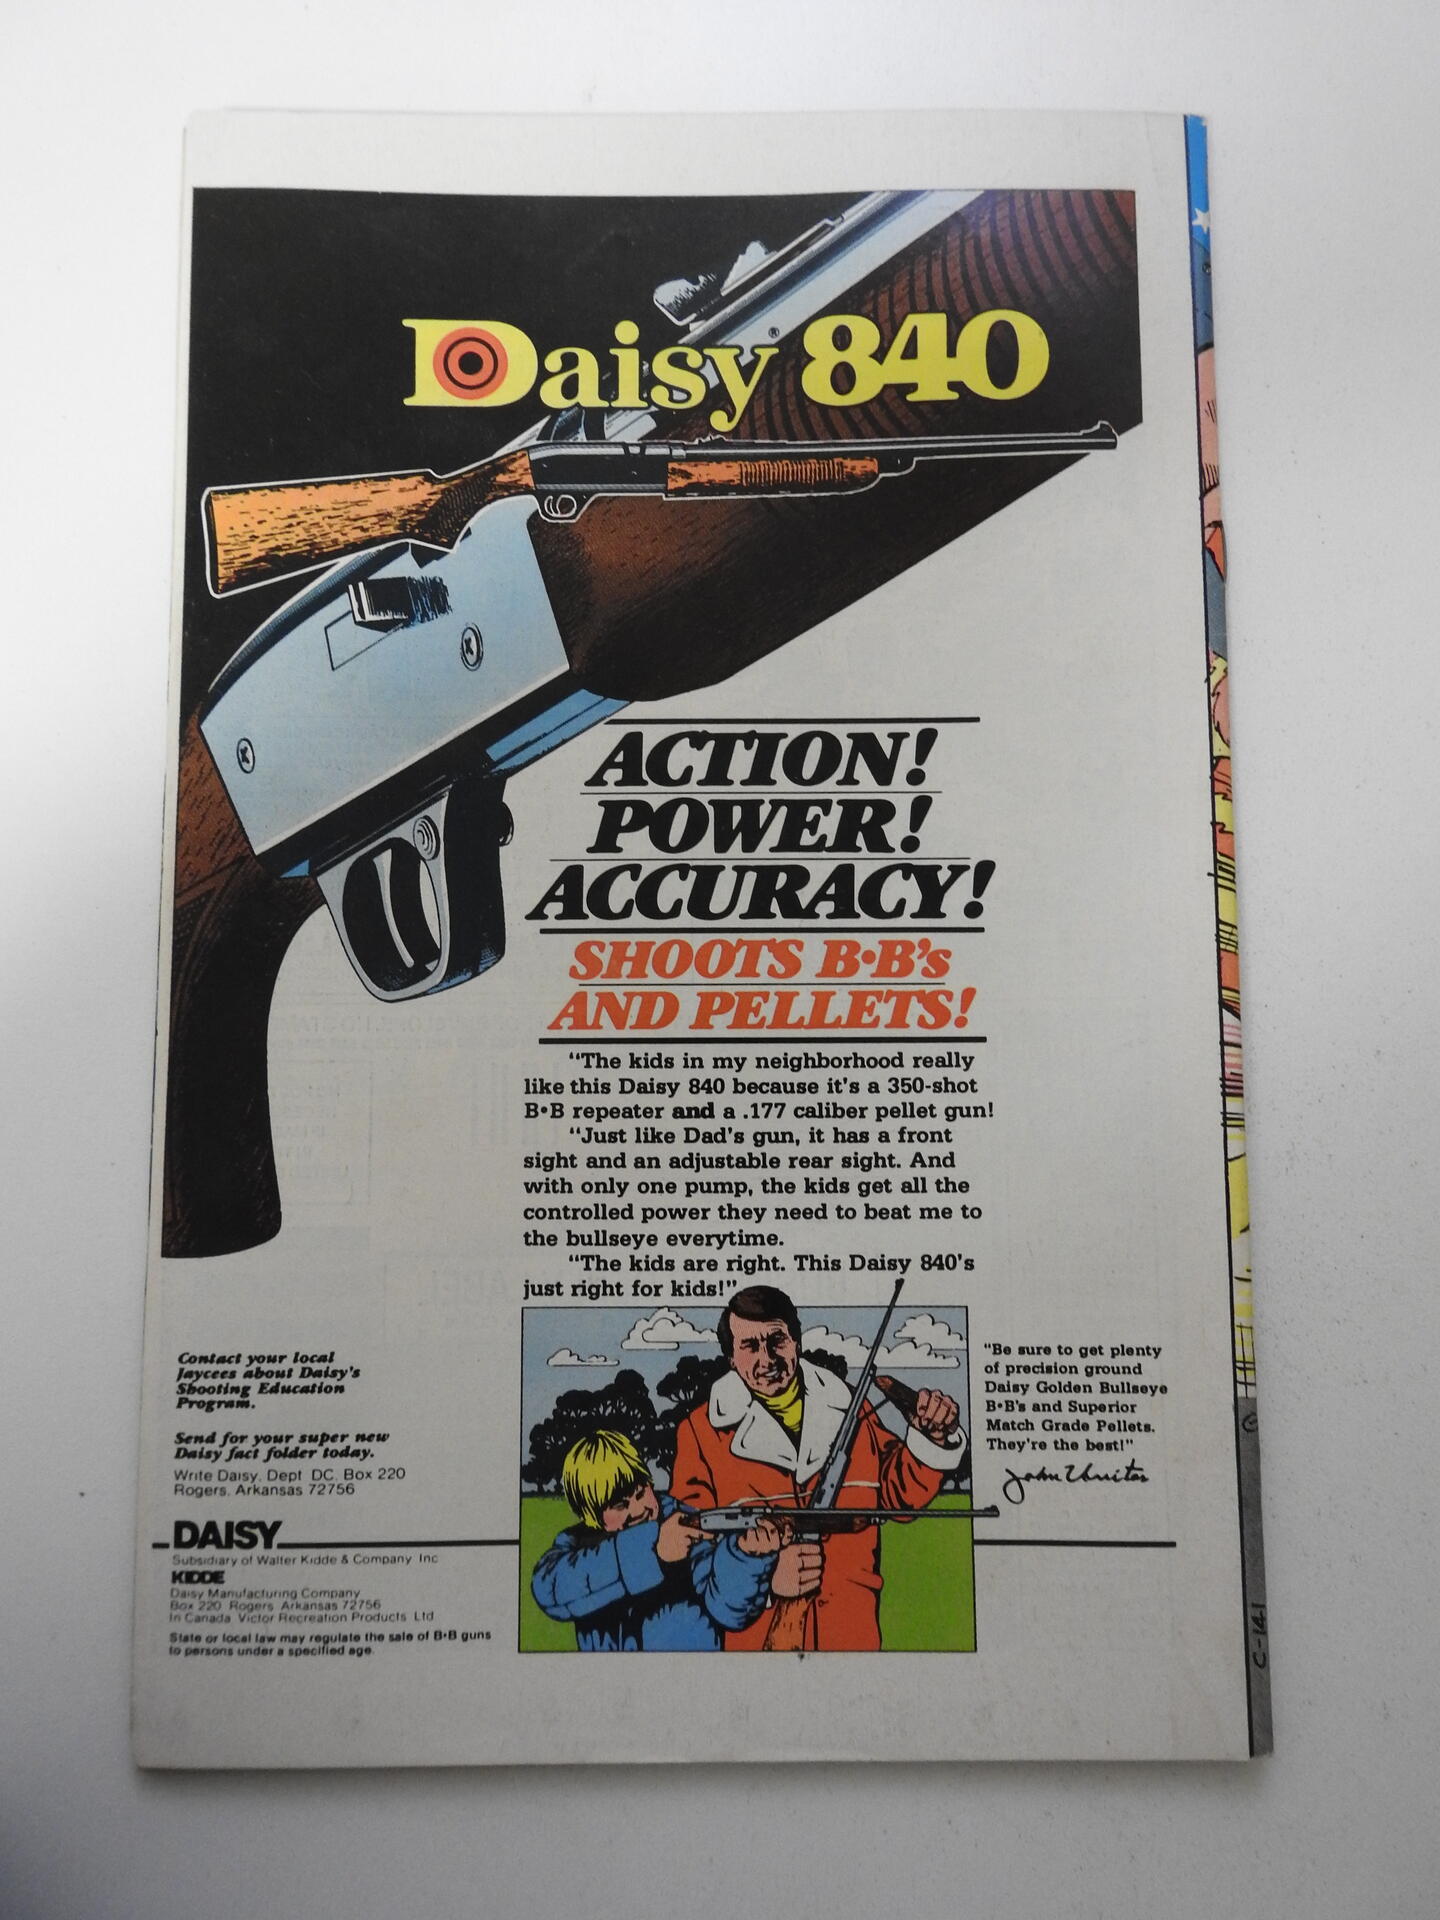 Daisy® 840
ACTION!
POWER!
ACCURACY!
SHOOTS B•B's
AND PELLETS!
"The kids in my neighborhood really
like this Daisy 840 because it's a 350-shot
B•B repeater and a .177 caliber pellet gun!
"Just like Dad's gun, it has a front
sight and an adjustable rear sight. And
with only one pump, the kids get all the
controlled power they need to beat me to
the bullseye everytime.
"The kids are right. This Daisy 840's
just right for kids!"
"Be sure to get plenty
of precision ground
Daisy Golden Bullseye
B•B's and Superior
Match Grade Pellets.
They're the best!"
John Unitas
Contact your local
Jaycees about Daisy's
Shooting Education
Program.
Send for your super new
Daisy fact folder today.
Write Daisy, Dept DC, Box 220
Rogers, Arkansas 72756
DAISY
Subsidiary of Walter Kidde & Company Inc
KIDDE
Daisy Manufacturing Company
Box 220 Rogers Arkansas 72756
In Canada Victor Recreation Products Ltd
State or local law may regulate the sale of B•B guns
to persons under a specified age.
C-141